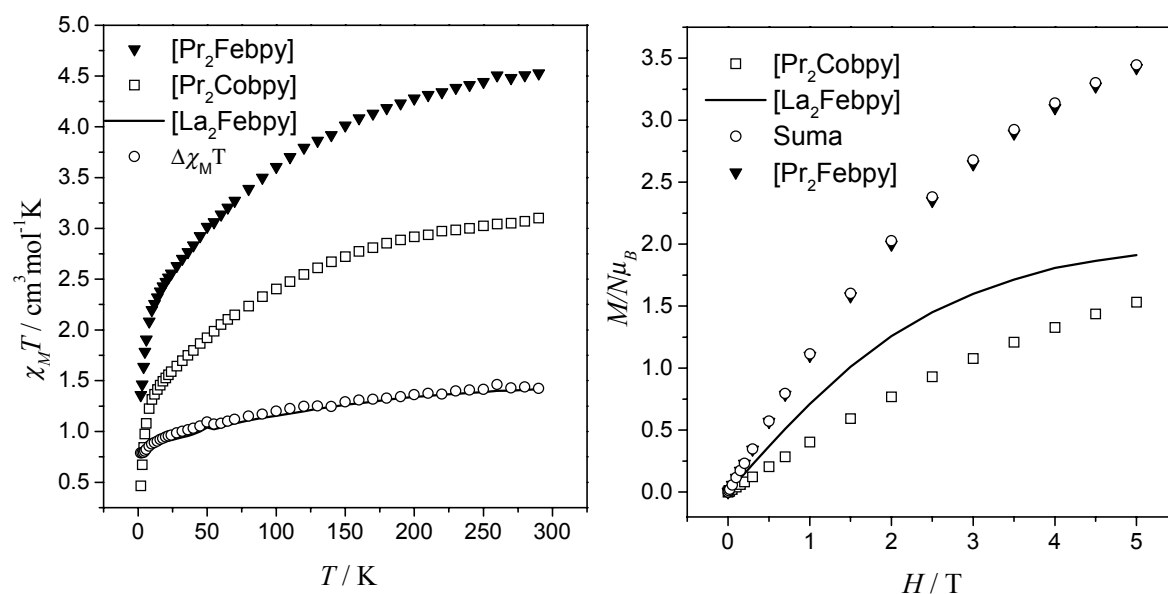 5.0
4.5
4.0
3.5
3.0
2.5
2.0
1.5
1.0
0.5
χ_M T / cm³mol⁻¹K
[Pr₂Febpy]
[Pr₂Cobpy]
[La₂Febpy]
Δχ_M T
0 50 100 150 200 250 300
T / K
3.5
3.0
2.5
2.0
1.5
1.0
0.5
0.0
M/Nμ_B
[Pr₂Cobpy]
[La₂Febpy]
Suma
[Pr₂Febpy]
0 1 2 3 4 5
H / T